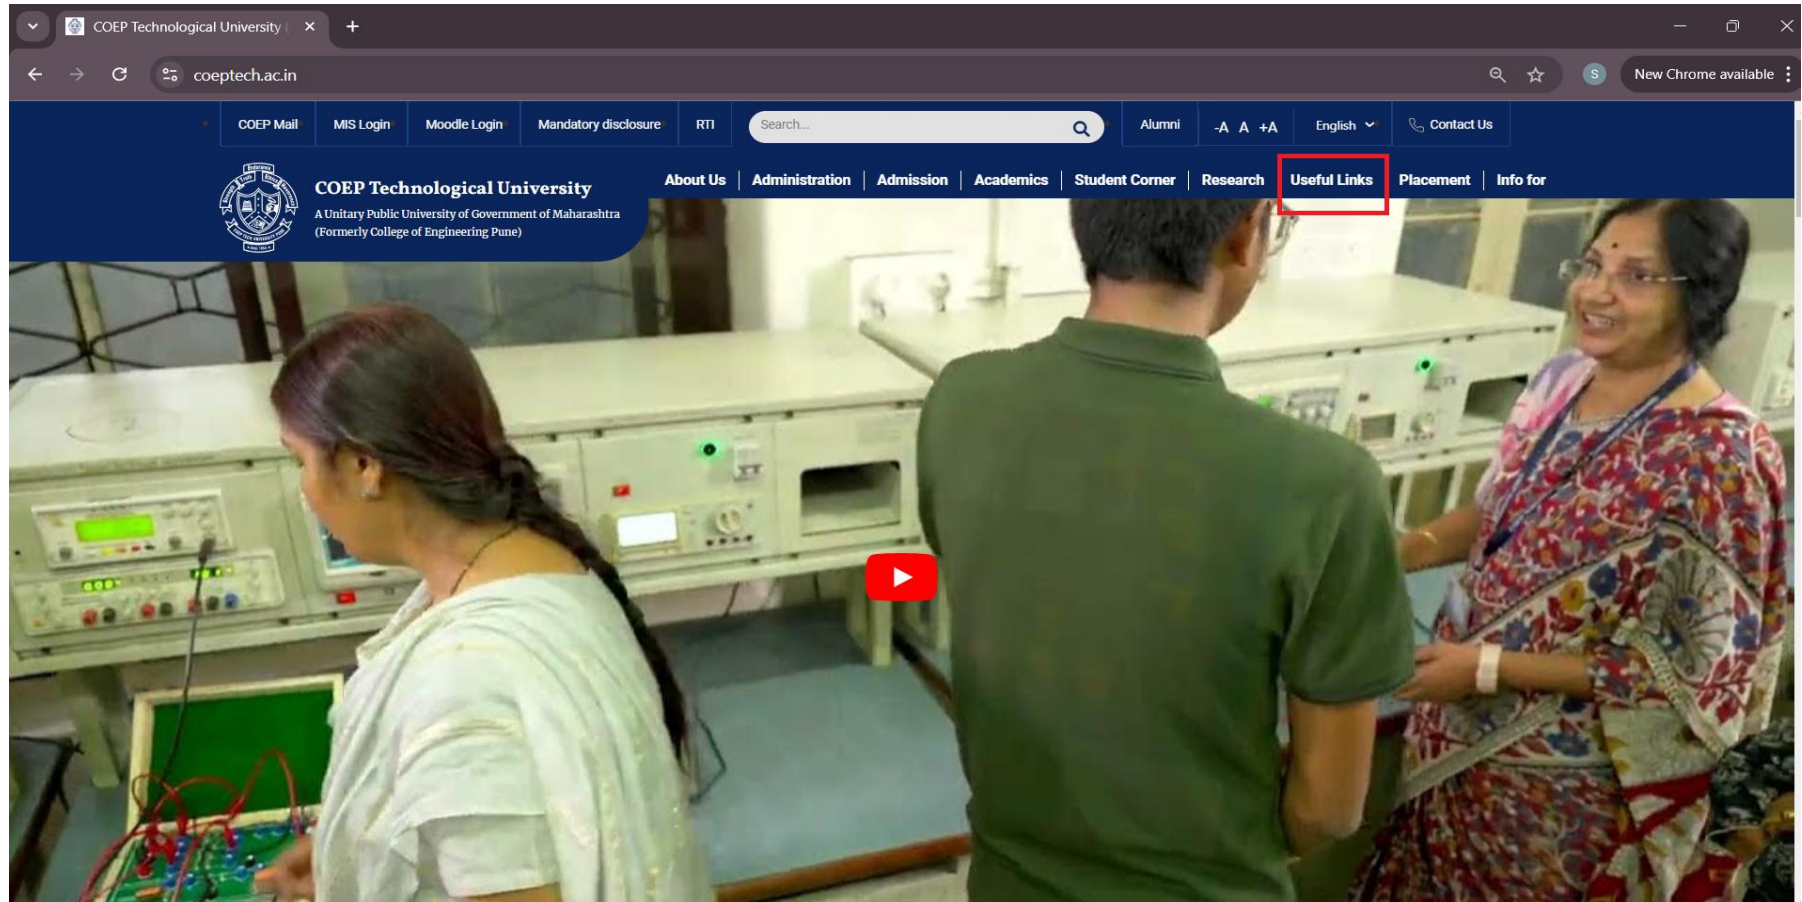 COEP Technological University (
coeptech.ac.in
New Chrome available
S
COEP Mail
MIS Login
Moodle Login
Mandatory disclosure
RTI
Search...
Alumni
-A A +A
English
Contact Us
COEP Technological University
A Unitary Public University of Government of Maharashtra
(Formerly College of Engineering Pune)
About Us
Administration
Admission
Academics
Student Corner
Research
Useful Links
Placement
Info for